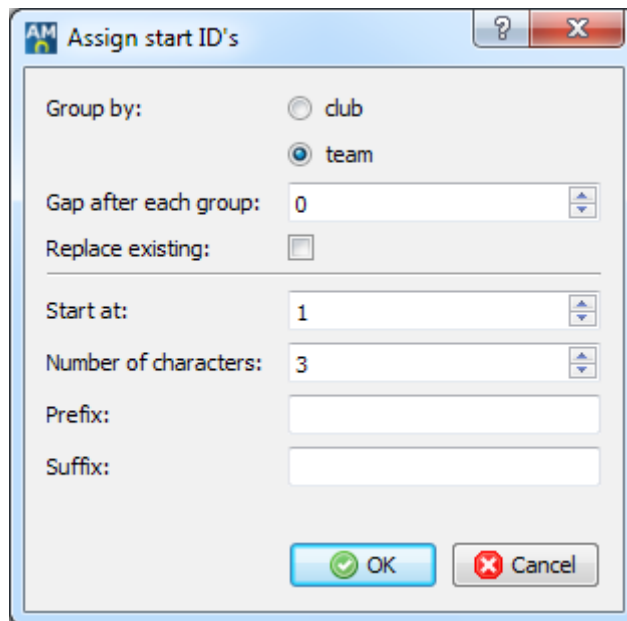 AM Assign start ID's ?
Group by: club
team
Gap after each group: 0
Replace existing:
Start at: 1
Number of characters: 3
Prefix:
Suffix:
OK Cancel